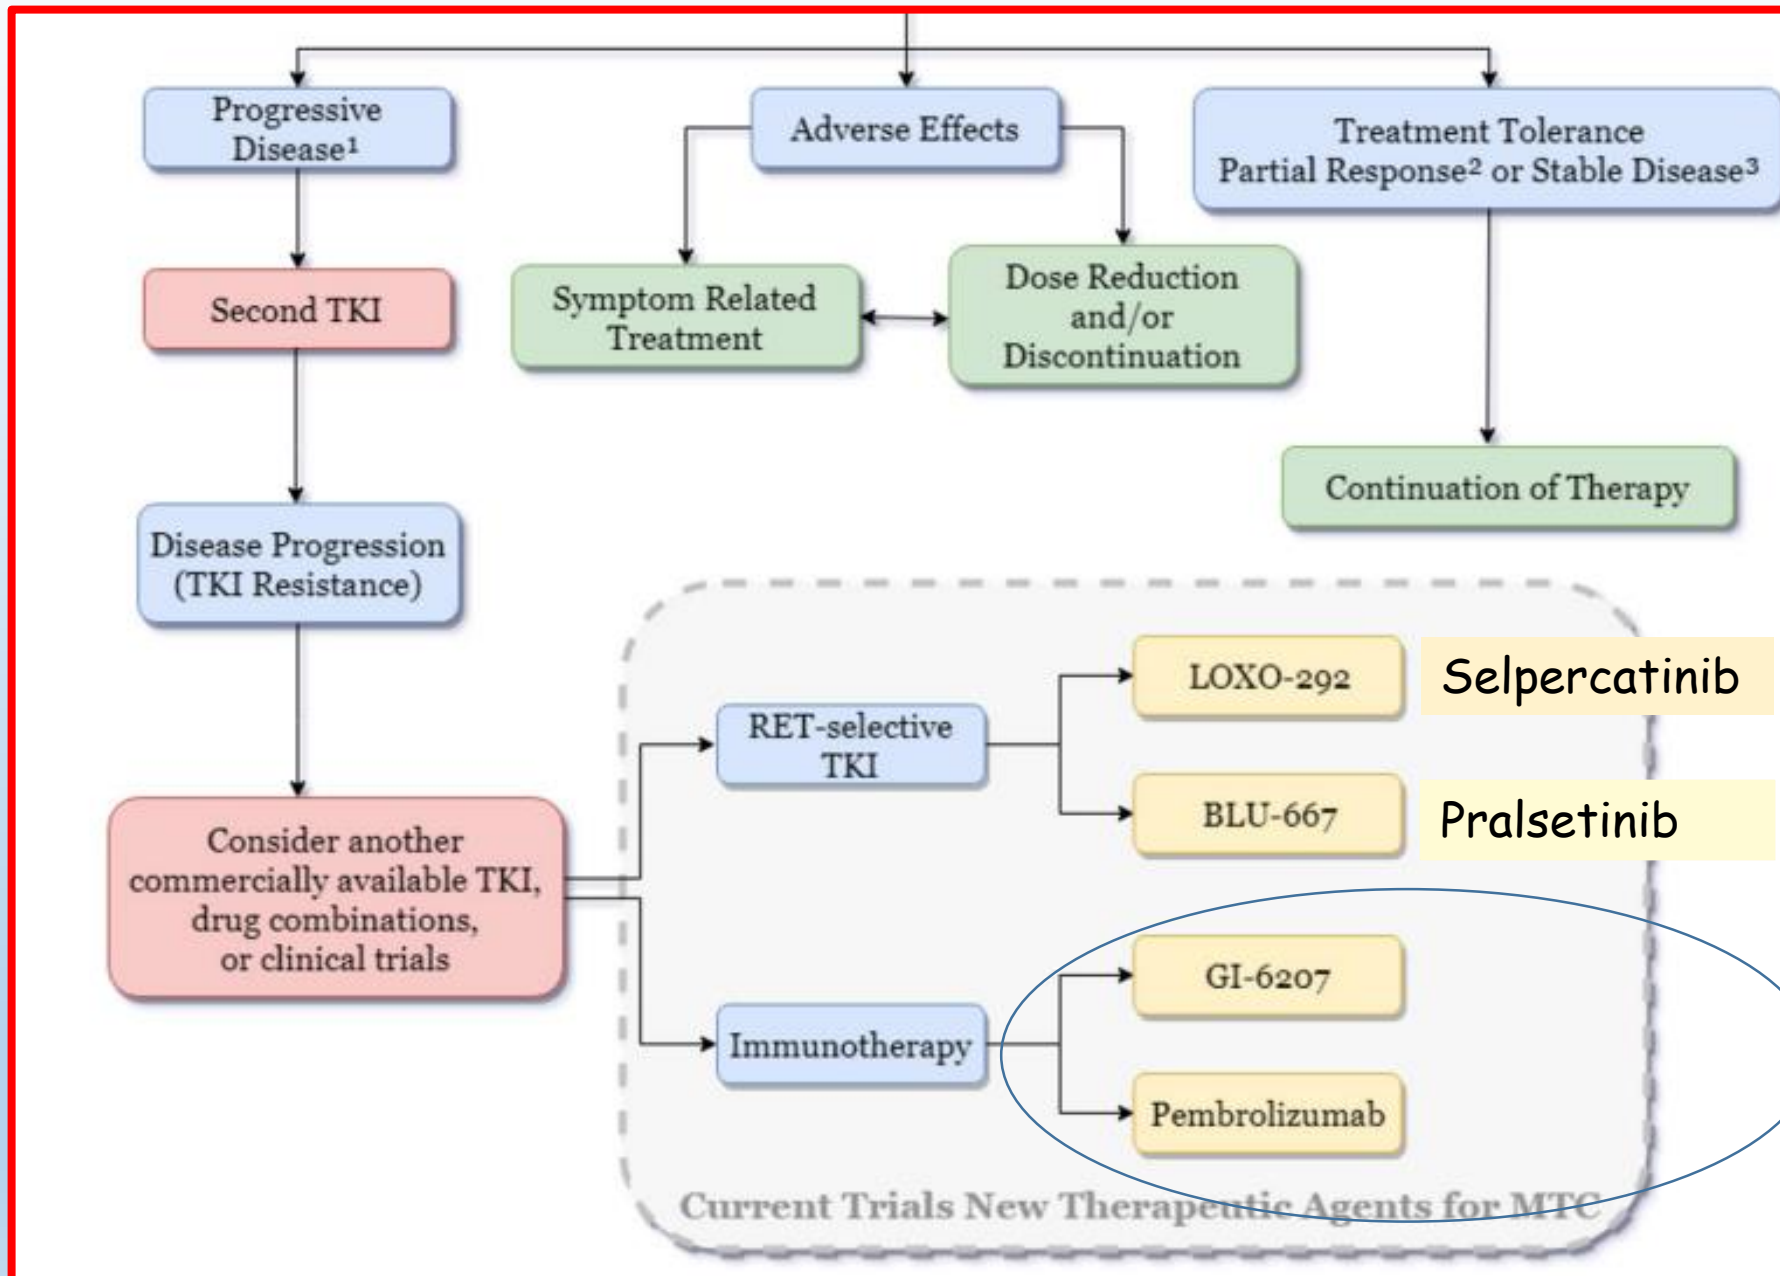 Progressive
Disease¹
Adverse Effects
Treatment Tolerance
Partial Response² or Stable Disease³
Second TKI
Symptom Related
Treatment
Dose Reduction
and/or
Discontinuation
Continuation of Therapy
Disease Progression
(TKI Resistance)
Consider another
commercially available TKI,
drug combinations,
or clinical trials
RET-selective
TKI
LOXO-292
Selpercatinib
BLU-667
Pralsetinib
Immunotherapy
GI-6207
Pembrolizumab
Current Trials New Therapeutic Agents for MTC